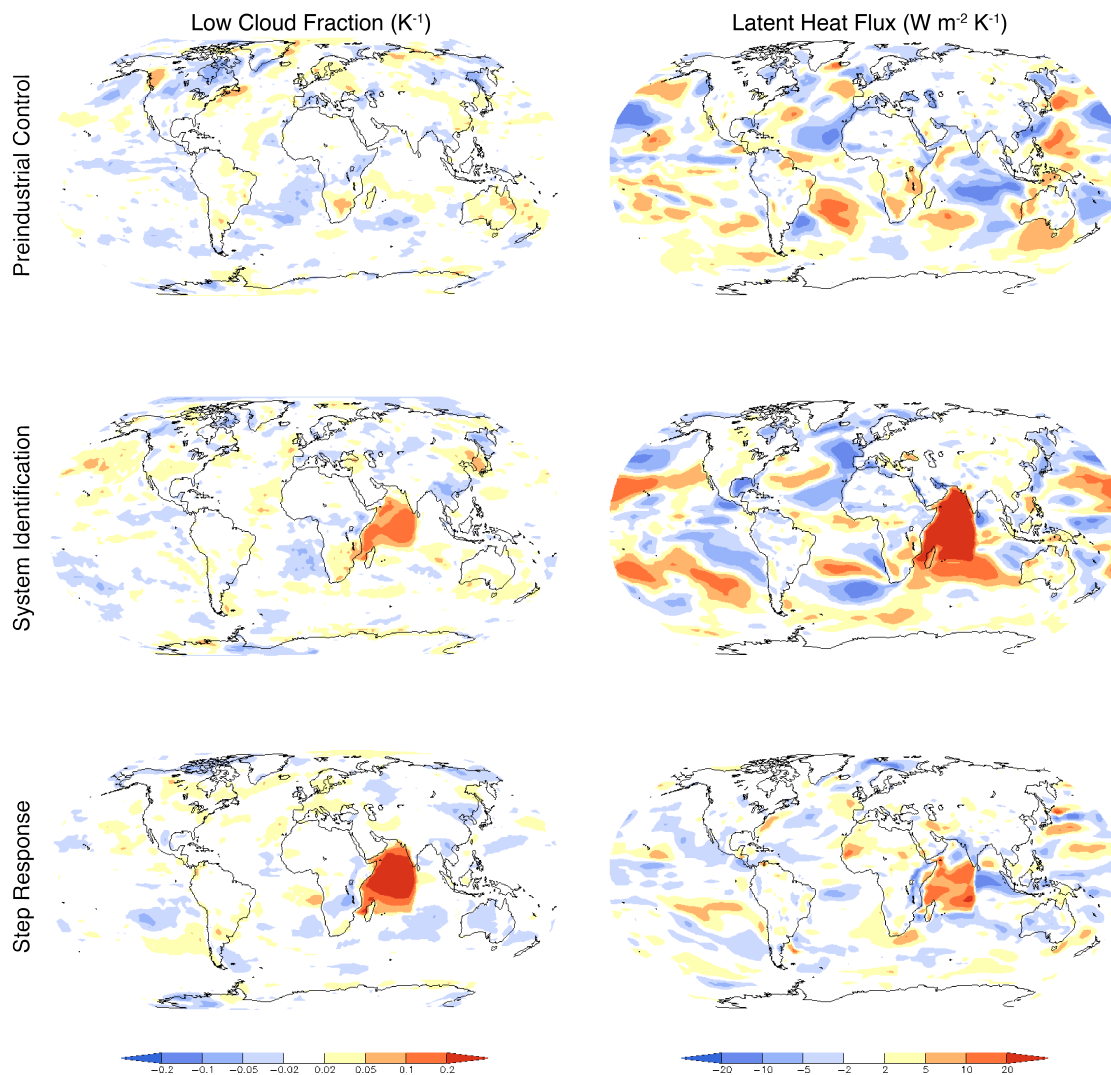 Low Cloud Fraction (K⁻¹)
Latent Heat Flux (W m⁻² K⁻¹)
Preindustrial Control
System Identification
Step Response
−0.2 −0.1 −0.05 −0.02 0.02 0.05 0.1 0.2
−20 −10 −5 −2 2 5 10 20